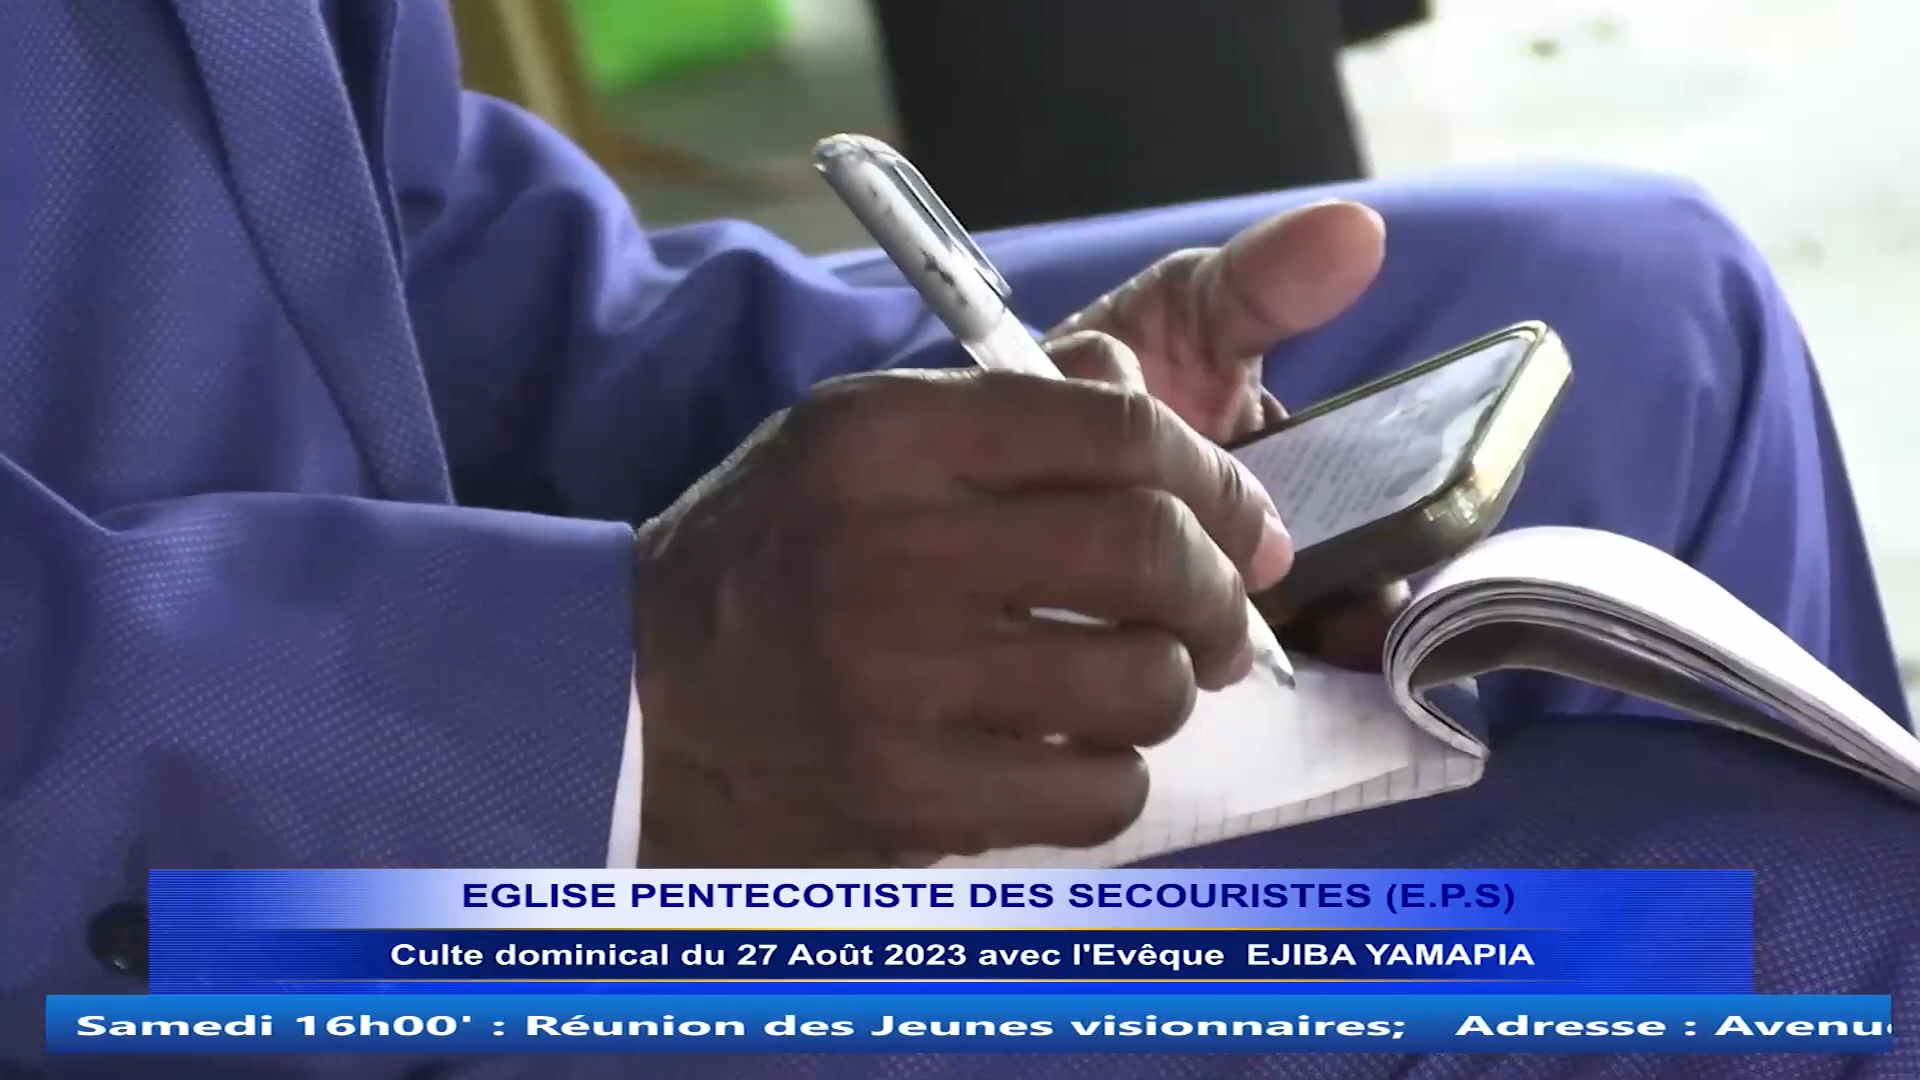 EGLISE PENTECOTISTE DES SECOURISTES (E.P.S)
Culte dominical du 27 Août 2023 avec l'Evêque EJIBA YAMAPIA
Samedi 16h00' : Réunion des Jeunes visionnaires; Adresse : Avenu